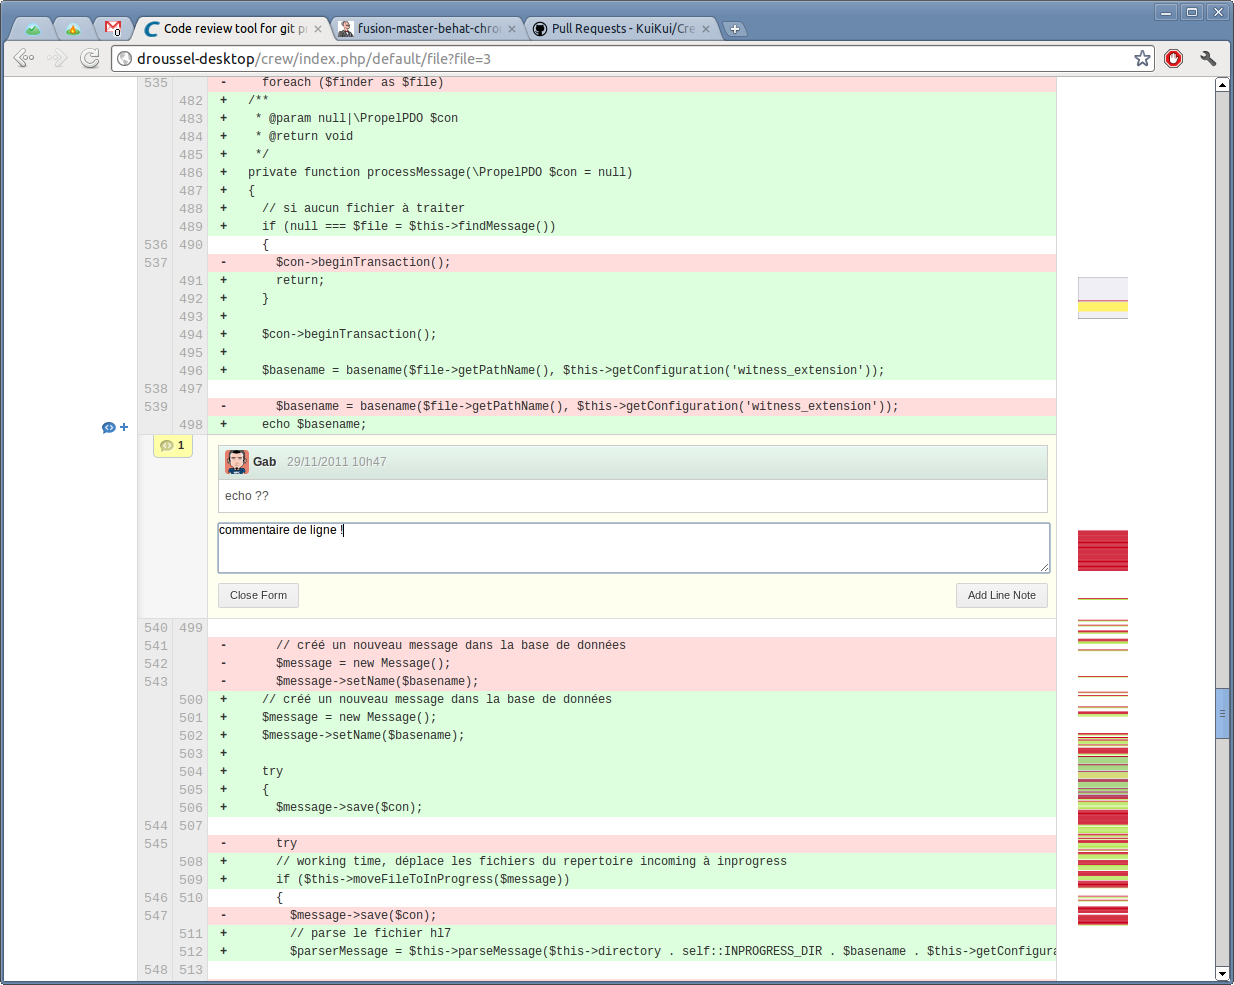 Code review tool for git p
fusion-master-behat-chro
Pull Requests - KuiKui/Cre
0
droussel-desktop/crew/index.php/default/file?file=3
535 - foreach ($finder as $file)
482 + /**
483 + * @param null|\PropelPDO $con
484 + * @return void
485 + */
486 + private function processMessage(\PropelPDO $con = null)
487 + {
488 + // si aucun fichier à traiter
489 + if (null === $file = $this->findMessage())
536 490 {
537 - $con->beginTransaction();
491 + return;
492 + }
493 +
494 + $con->beginTransaction();
495 +
496 + $basename = basename($file->getPathName(), $this->getConfiguration('witness_extension'));
538 497
539 - $basename = basename($file->getPathName(), $this->getConfiguration('witness_extension'));
498 + echo $basename;
1
Gab 29/11/2011 10h47
echo ??
commentaire de ligne !
Close Form Add Line Note
540 499
541 - // créé un nouveau message dans la base de données
542 - $message = new Message();
543 - $message->setName($basename);
500 + // créé un nouveau message dans la base de données
501 + $message = new Message();
502 + $message->setName($basename);
503 +
504 + try
505 + {
506 + $message->save($con);
544 507
545 - try
508 + // working time, déplace les fichiers du repertoire incoming à inprogress
509 + if ($this->moveFileToInProgress($message))
546 510 {
547 - $message->save($con);
511 + // parse le fichier hl7
512 + $parserMessage = $this->parseMessage($this->directory . self::INPROGRESS_DIR . $basename . $this->getConfigura
548 513